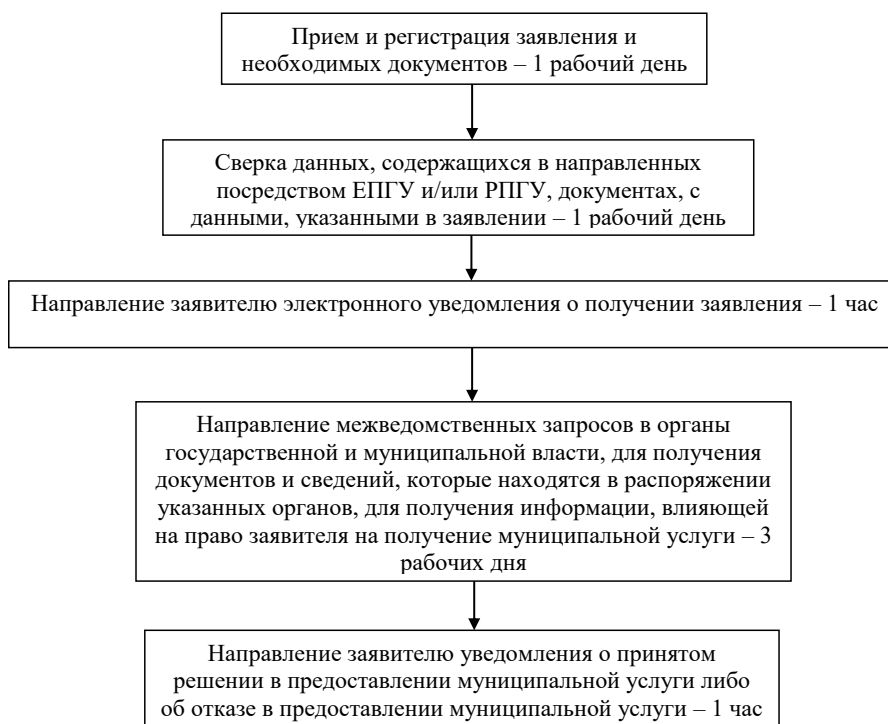 Прием и регистрация заявления и
необходимых документов – 1 рабочий день
Сверка данных, содержащихся в направленных
посредством ЕПГУ и/или РПГУ, документах, с
данными, указанными в заявлении – 1 рабочий день
Направление заявителю электронного уведомления о получении заявления – 1 час
Направление межведомственных запросов в органы
государственной и муниципальной власти, для получения
документов и сведений, которые находятся в распоряжении
указанных органов, для получения информации, влияющей
на право заявителя на получение муниципальной услуги – 3
рабочих дня
Направление заявителю уведомления о принятом
решении в предоставлении муниципальной услуги либо
об отказе в предоставлении муниципальной услуги – 1 час